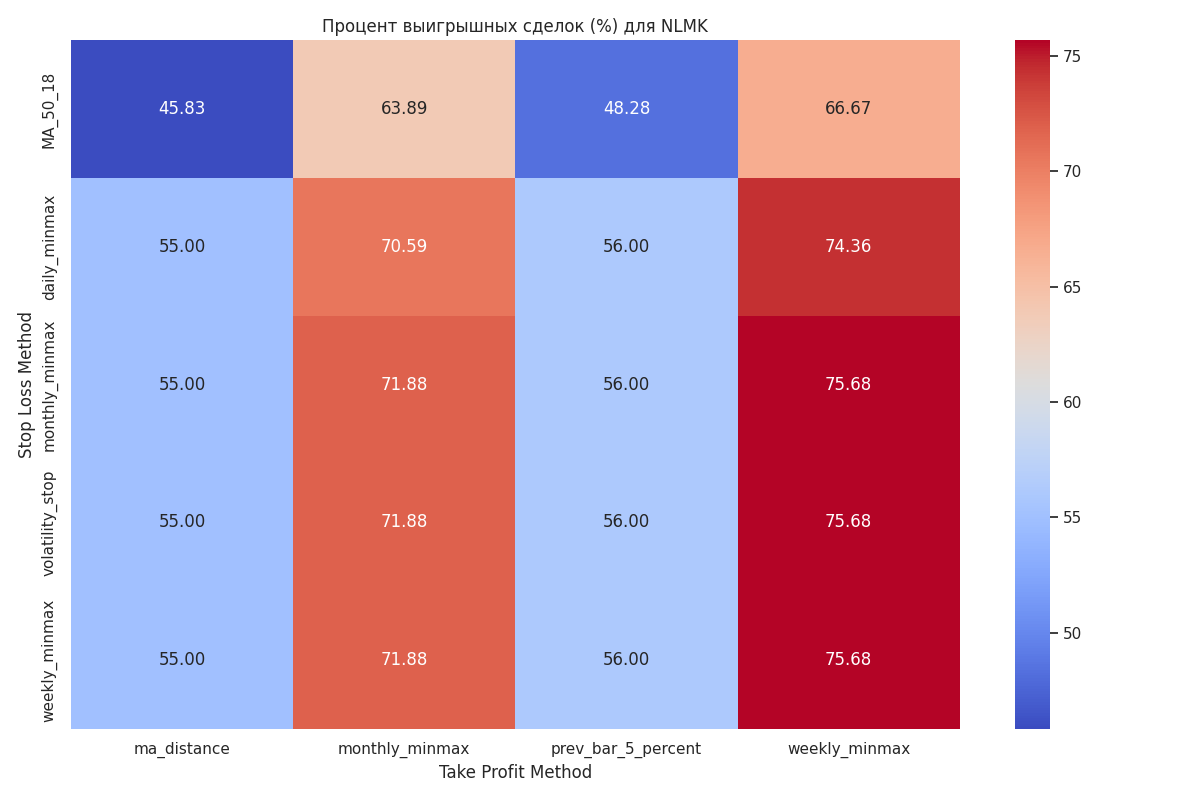 Процент выигрышных сделок (%) для NLMK
Stop Loss Method
MA_50_18
45.83 63.89 48.28 66.67
daily_minmax
55.00 70.59 56.00 74.36
monthly_minmax
55.00 71.88 56.00 75.68
volatility_stop
55.00 71.88 56.00 75.68
weekly_minmax
55.00 71.88 56.00 75.68
ma_distance monthly_minmax prev_bar_5_percent weekly_minmax
Take Profit Method
75
70
65
60
55
50